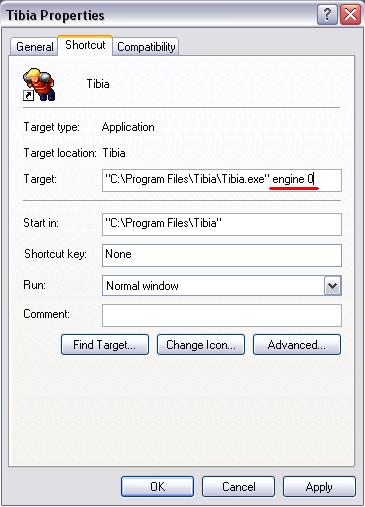 Tibia Properties
General Shortcut Compatibility
Tibia
Target type: Application
Target location: Tibia
Target: "C:\Program Files\Tibia\Tibia.exe" engine 0
Start in: "C:\Program Files\Tibia"
Shortcut key: None
Run: Normal window
Comment:
Find Target... Change Icon... Advanced...
OK Cancel Apply